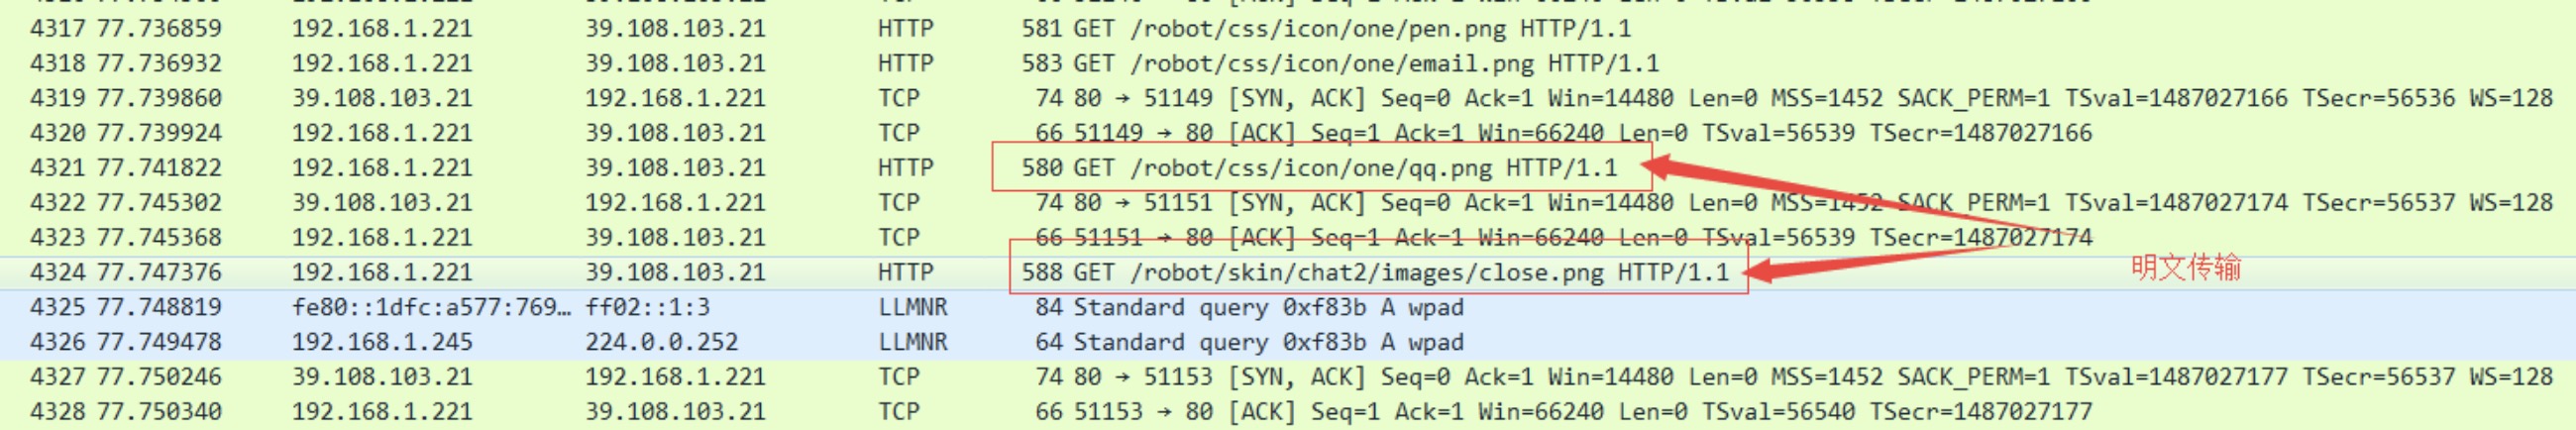 4317 77.736859 192.168.1.221 39.108.103.21 HTTP 581 GET /robot/css/icon/one/pen.png HTTP/1.1
4318 77.736932 192.168.1.221 39.108.103.21 HTTP 583 GET /robot/css/icon/one/email.png HTTP/1.1
4319 77.739860 39.108.103.21 192.168.1.221 TCP 74 80 → 51149 [SYN, ACK] Seq=0 Ack=1 Win=14480 Len=0 MSS=1452 SACK_PERM=1 TSval=1487027166 TSecr=56536 WS=128
4320 77.739924 192.168.1.221 39.108.103.21 TCP 66 51149 → 80 [ACK] Seq=1 Ack=1 Win=66240 Len=0 TSval=56539 TSecr=1487027166
4321 77.741822 192.168.1.221 39.108.103.21 HTTP 580 GET /robot/css/icon/one/qq.png HTTP/1.1
4322 77.745302 39.108.103.21 192.168.1.221 TCP 74 80 → 51151 [SYN, ACK] Seq=0 Ack=1 Win=14480 Len=0 MSS=1452 SACK_PERM=1 TSval=1487027174 TSecr=56537 WS=128
4323 77.745368 192.168.1.221 39.108.103.21 TCP 66 51151 → 80 [ACK] Seq=1 Ack=1 Win=66240 Len=0 TSval=56539 TSecr=1487027174
4324 77.747376 192.168.1.221 39.108.103.21 HTTP 588 GET /robot/skin/chat2/images/close.png HTTP/1.1
明文传输
4325 77.748819 fe80::1dfc:a577:769… ff02::1:3 LLMNR 84 Standard query 0xf83b A wpad
4326 77.749478 192.168.1.245 224.0.0.252 LLMNR 64 Standard query 0xf83b A wpad
4327 77.750246 39.108.103.21 192.168.1.221 TCP 74 80 → 51153 [SYN, ACK] Seq=0 Ack=1 Win=14480 Len=0 MSS=1452 SACK_PERM=1 TSval=1487027177 TSecr=56537 WS=128
4328 77.750340 192.168.1.221 39.108.103.21 TCP 66 51153 → 80 [ACK] Seq=1 Ack=1 Win=66240 Len=0 TSval=56540 TSecr=1487027177